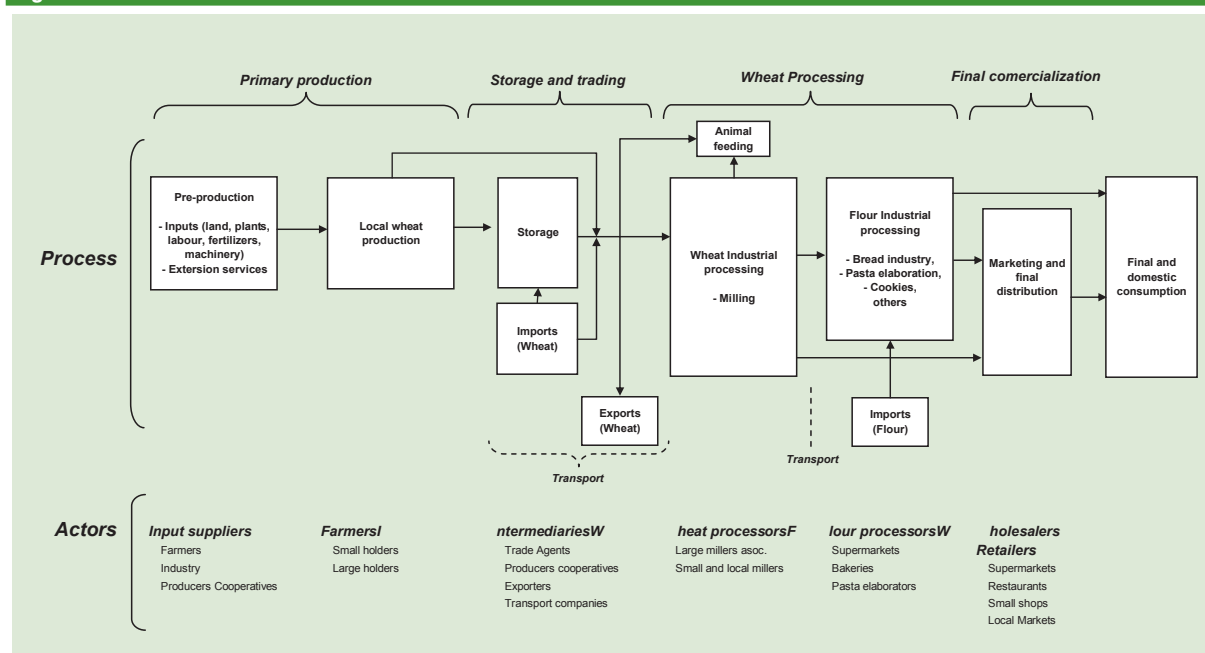 Primary production
Storage and trading
Wheat Processing
Final comercialization
Process
Pre-production
- Inputs (land, plants,
labour, fertilizers,
machinery)
- Extersion services
Local wheat
production
Storage
Imports
(Wheat)
Exports
(Wheat)
Transport
Animal
feeding
Wheat Industrial
processing
- Milling
Flour Industrial
processing
- Bread industry,
- Pasta elaboration,
- Cookies,
others
Imports
(Flour)
Transport
Marketing and
final
distribution
Final and
domestic
consumption
Actors
Input suppliers
Farmers
Industry
Producers Cooperatives
FarmersI
Small holders
Large holders
ntermediariesW
Trade Agents
Producers cooperatives
Exporters
Transport companies
heat processorsF
Large millers asoc.
Small and local millers
lour processorsW
Supermarkets
Bakeries
Pasta elaborators
holesalers
Retailers
Supermarkets
Restaurants
Small shops
Local Markets